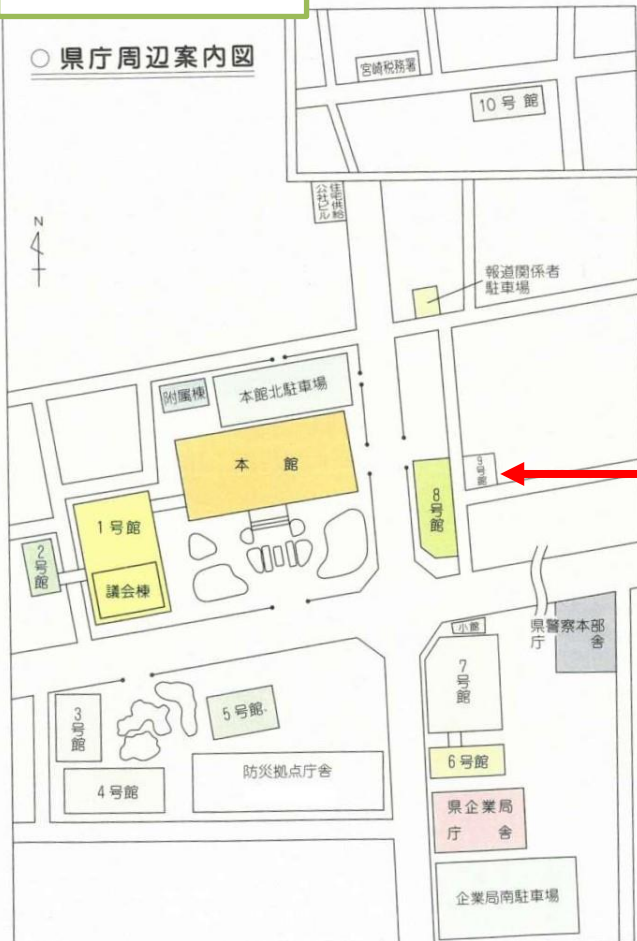 ○ 県庁周辺案内図
宮崎税務署
10号館
住宅供給
公社ビル
N
報道関係者
駐車場
附属棟
本館北駐車場
本館
9号館
8号館
1号館
2号館
議会棟
小館
県警察本部
庁舎
7号館
3号館
5号館
6号館
防災拠点庁舎
4号館
県企業局
庁舎
企業局南駐車場